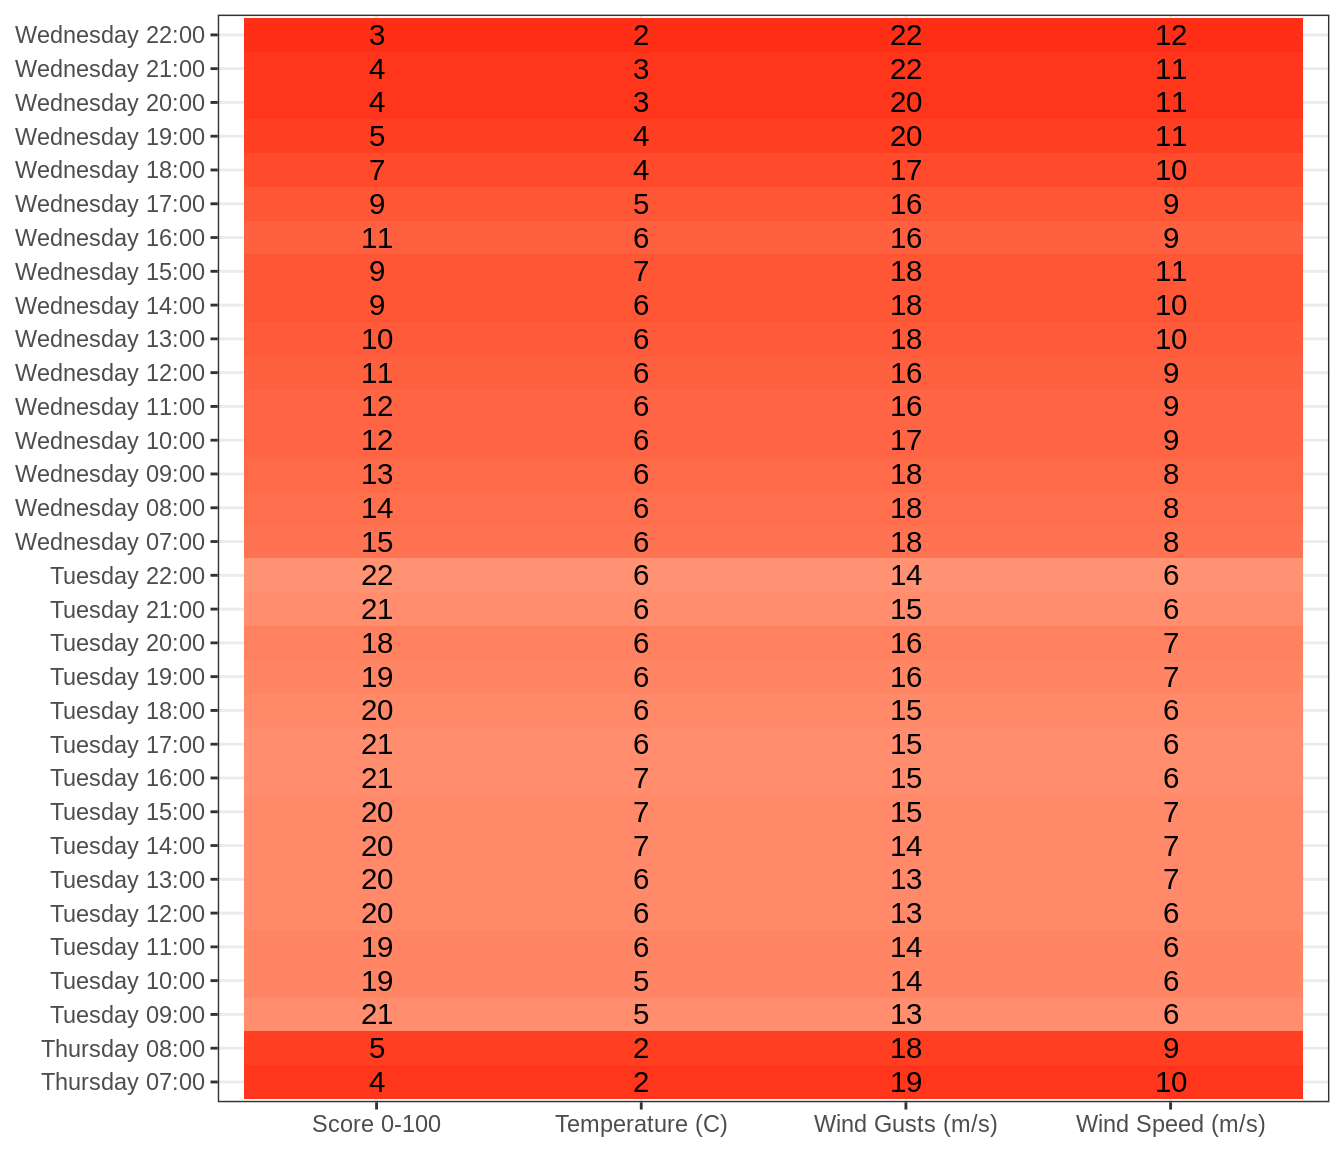 Wednesday 22:00 3 2 22 12
Wednesday 21:00 4 3 22 11
Wednesday 20:00 4 3 20 11
Wednesday 19:00 5 4 20 11
Wednesday 18:00 7 4 17 10
Wednesday 17:00 9 5 16 9
Wednesday 16:00 11 6 16 9
Wednesday 15:00 9 7 18 11
Wednesday 14:00 9 6 18 10
Wednesday 13:00 10 6 18 10
Wednesday 12:00 11 6 16 9
Wednesday 11:00 12 6 16 9
Wednesday 10:00 12 6 17 9
Wednesday 09:00 13 6 18 8
Wednesday 08:00 14 6 18 8
Wednesday 07:00 15 6 18 8
Tuesday 22:00 22 6 14 6
Tuesday 21:00 21 6 15 6
Tuesday 20:00 18 6 16 7
Tuesday 19:00 19 6 16 7
Tuesday 18:00 20 6 15 6
Tuesday 17:00 21 6 15 6
Tuesday 16:00 21 7 15 6
Tuesday 15:00 20 7 15 7
Tuesday 14:00 20 7 14 7
Tuesday 13:00 20 6 13 7
Tuesday 12:00 20 6 13 6
Tuesday 11:00 19 6 14 6
Tuesday 10:00 19 5 14 6
Tuesday 09:00 21 5 13 6
Thursday 08:00 5 2 18 9
Thursday 07:00 4 2 19 10
Score 0-100 Temperature (C) Wind Gusts (m/s) Wind Speed (m/s)